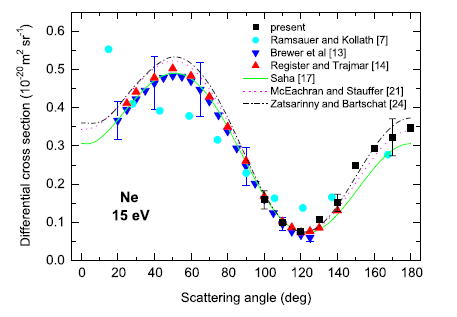 present
Ramsauer and Kollath [7]
Brewer et al [13]
Register and Trajmar [14]
Saha [17]
McEachran and Stauffer [21]
Zatsarinny and Bartschat [24]
Differential cross section (10⁻²⁰ m² sr⁻¹)
0.6
0.5
0.4
0.3
0.2
0.1
0.0
Ne
15 eV
0 20 40 60 80 100 120 140 160 180
Scattering angle (deg)